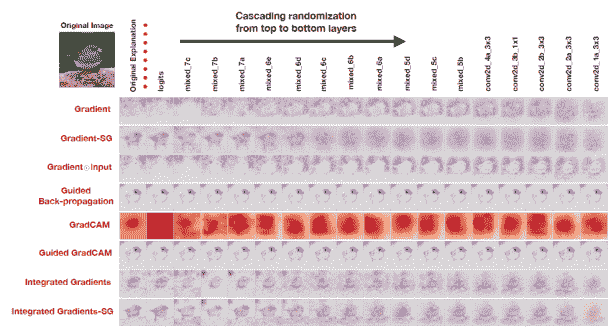 Cascading randomization
from top to bottom layers
Original Image
Original Explanation
logits
mixed_7c
mixed_7b
mixed_7a
mixed_6e
mixed_6d
mixed_6c
mixed_6b
mixed_6a
mixed_5d
mixed_5c
mixed_5b
conv2d_4a_3x3
conv2d_3b_1x1
conv2d_2b_3x3
conv2d_2a_3x3
conv2d_1a_3x3
Gradient
Gradient-SG
Gradient⊙Input
Guided
Back-propagation
GradCAM
Guided GradCAM
Integrated Gradients
Integrated Gradients-SG